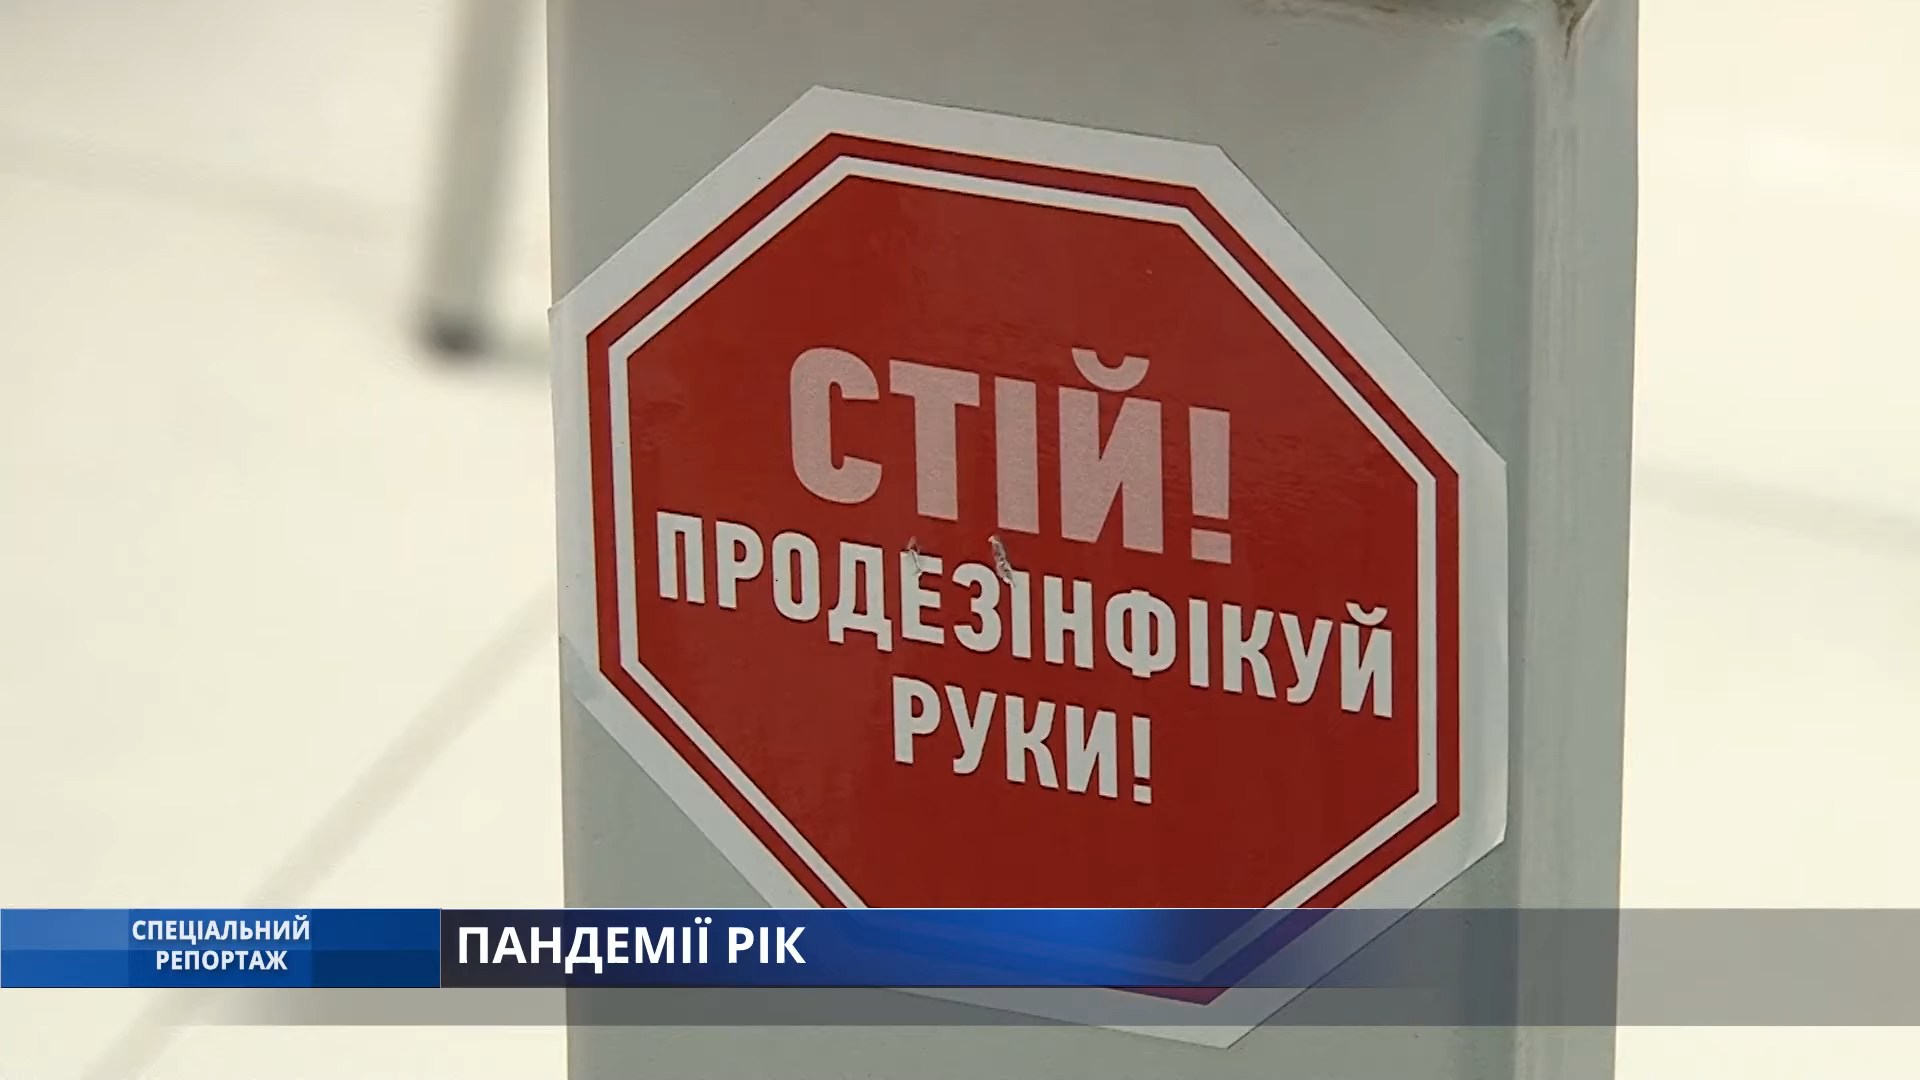 СТІЙ!
ПРОДЕЗІНФІКУЙ
РУКИ!
СПЕЦІАЛЬНИЙ
РЕПОРТАЖ
ПАНДЕМІЇ РІК